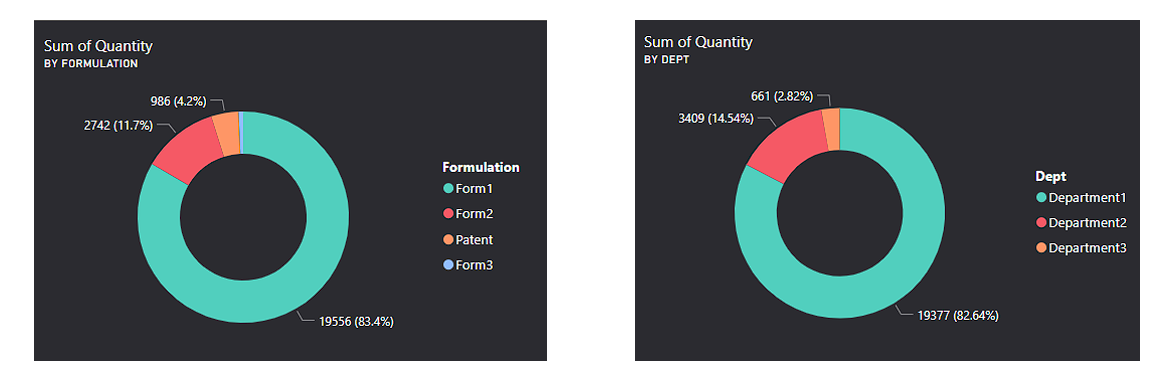 Sum of Quantity
BY FORMULATION
986 (4.2%)
2742 (11.7%)
19556 (83.4%)
Formulation
Form1
Form2
Patent
Form3
Sum of Quantity
BY DEPT
661 (2.82%)
3409 (14.54%)
19377 (82.64%)
Dept
Department1
Department2
Department3